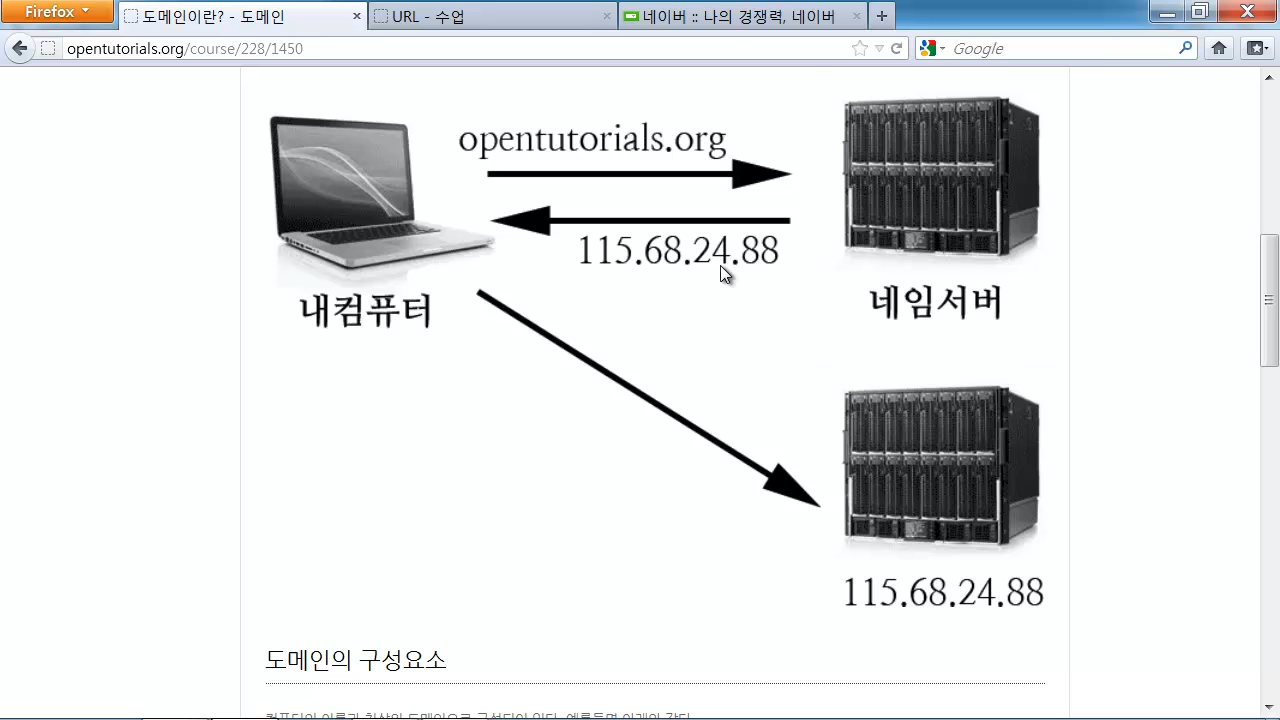 Firefox
도메인이란? - 도메인
URL - 수업
네이버 :: 나의 경쟁력, 네이버
opentutorials.org/course/228/1450
Google
opentutorials.org
115.68.24.88
내컴퓨터
네임서버
115.68.24.88
도메인의 구성요소